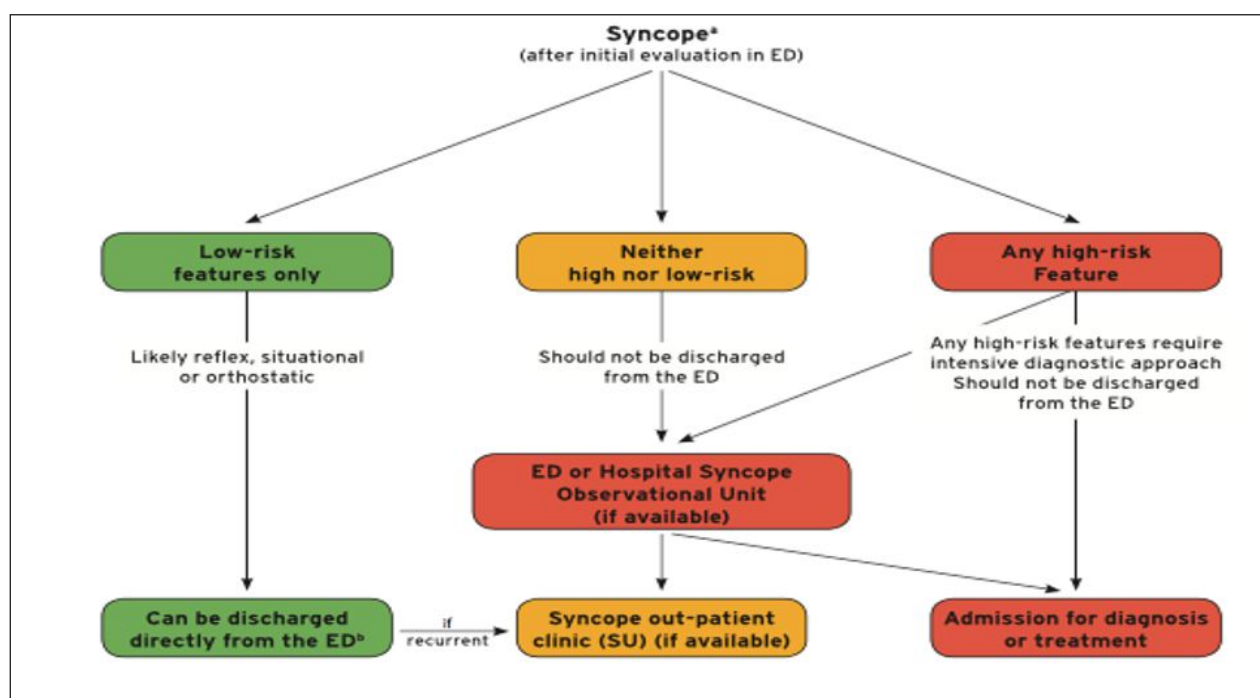 Syncopeª
(after initial evaluation in ED)
Low-risk
features only
Neither
high nor low-risk
Any high-risk
Feature
Likely reflex, situational
or orthostatic
Should not be discharged
from the ED
Any high-risk features require
intensive diagnostic approach
Should not be discharged
from the ED
ED or Hospital Syncope
Observational Unit
(if available)
Can be discharged
directly from the EDᵇ
if
recurrent
Syncope out-patient
clinic (SU) (if available)
Admission for diagnosis
or treatment